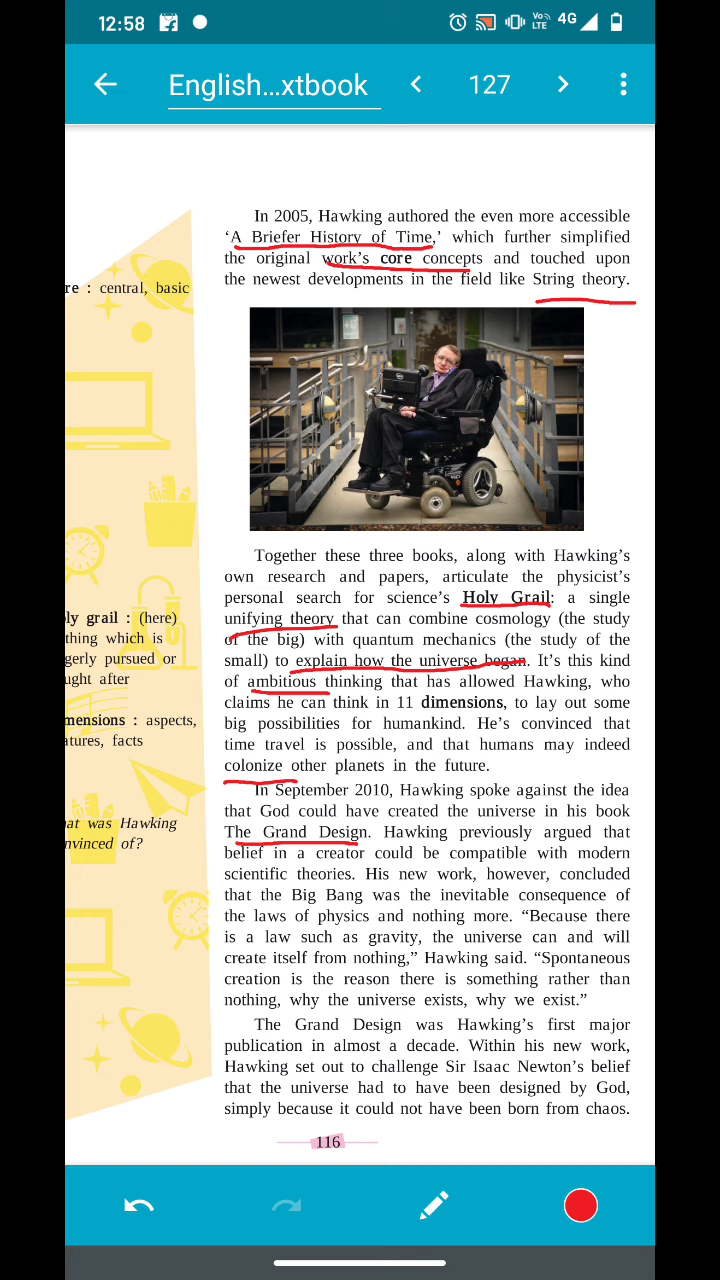 12:58
Vo
LTE
4G
English...xtbook
127
In 2005, Hawking authored the even more accessible
‘A Briefer History of Time,’ which further simplified
the original work’s core concepts and touched upon
the newest developments in the field like String theory.
re : central, basic
Together these three books, along with Hawking’s
own research and papers, articulate the physicist’s
personal search for science’s Holy Grail: a single
unifying theory that can combine cosmology (the study
of the big) with quantum mechanics (the study of the
small) to explain how the universe began. It’s this kind
of ambitious thinking that has allowed Hawking, who
claims he can think in 11 dimensions, to lay out some
big possibilities for humankind. He’s convinced that
time travel is possible, and that humans may indeed
colonize other planets in the future.
ly grail : (here)
thing which is
gerly pursued or
ught after
mensions : aspects,
atures, facts
at was Hawking
nvinced of?
In September 2010, Hawking spoke against the idea
that God could have created the universe in his book
The Grand Design. Hawking previously argued that
belief in a creator could be compatible with modern
scientific theories. His new work, however, concluded
that the Big Bang was the inevitable consequence of
the laws of physics and nothing more. “Because there
is a law such as gravity, the universe can and will
create itself from nothing,” Hawking said. “Spontaneous
creation is the reason there is something rather than
nothing, why the universe exists, why we exist.”
The Grand Design was Hawking’s first major
publication in almost a decade. Within his new work,
Hawking set out to challenge Sir Isaac Newton’s belief
that the universe had to have been designed by God,
simply because it could not have been born from chaos.
116